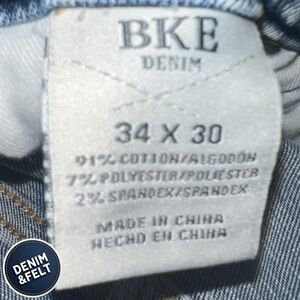 BKE
DENIM
34 X 30
91% COTTON/ALGODON
7% POLYESTER/POLIESTER
2% SPANDEX/SPANDEX
MADE IN CHINA
HECHO EN CHINA
DENIM
&FELT